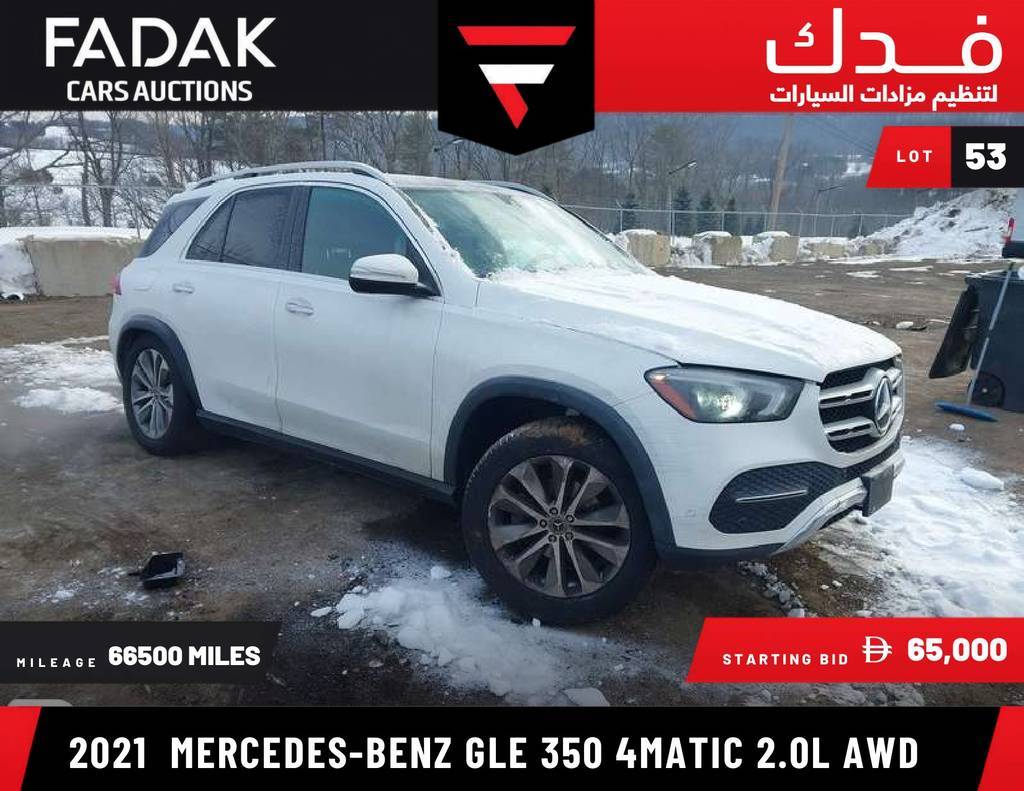 FADAK
CARS AUCTIONS
فدك
لتنظيم مزادات السيارات
LOT 53
MILEAGE 66500 MILES
STARTING BID 65,000
2021 MERCEDES-BENZ GLE 350 4MATIC 2.0L AWD